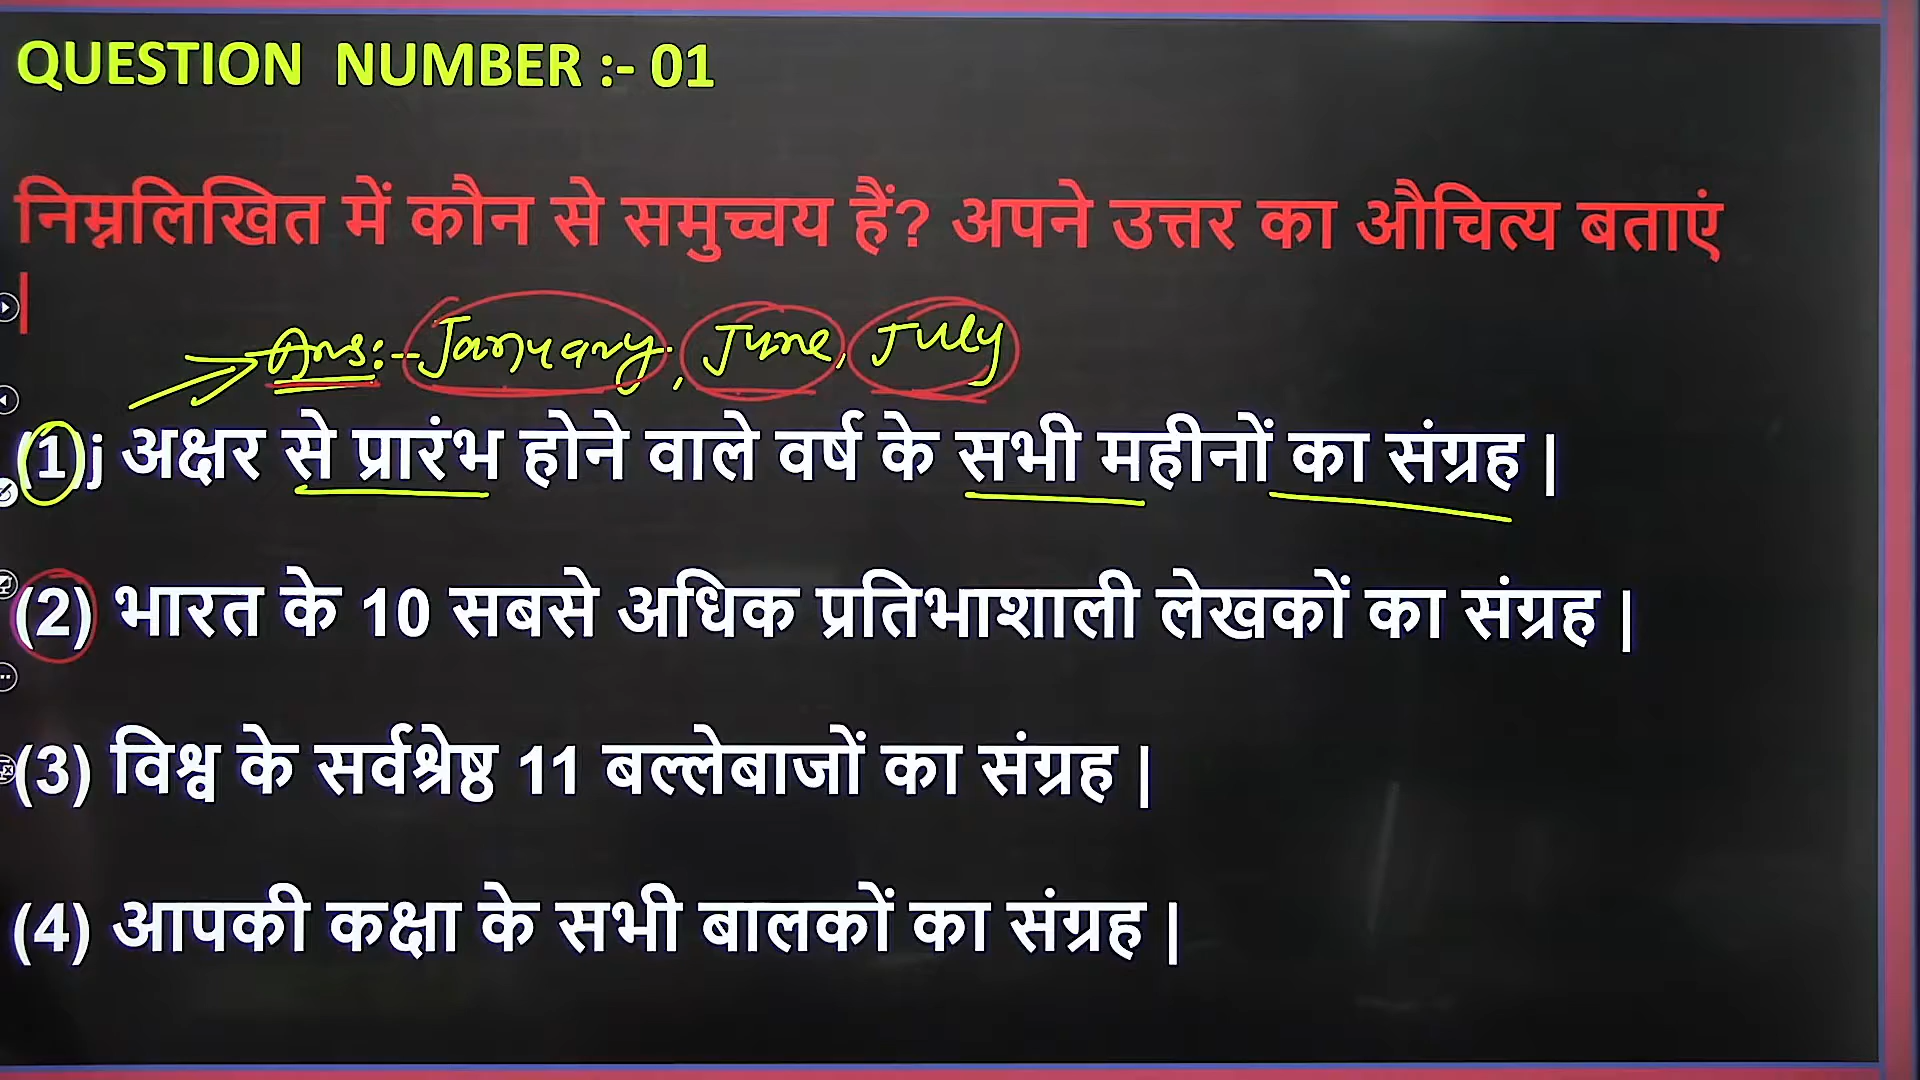 QUESTION NUMBER :- 01
निम्नलिखित में कौन से समुच्चय हैं? अपने उत्तर का औचित्य बताएं
|
Ans:- January, June, July
(1)j अक्षर से प्रारंभ होने वाले वर्ष के सभी महीनों का संग्रह |
(2) भारत के 10 सबसे अधिक प्रतिभाशाली लेखकों का संग्रह |
(3) विश्व के सर्वश्रेष्ठ 11 बल्लेबाजों का संग्रह |
(4) आपकी कक्षा के सभी बालकों का संग्रह |